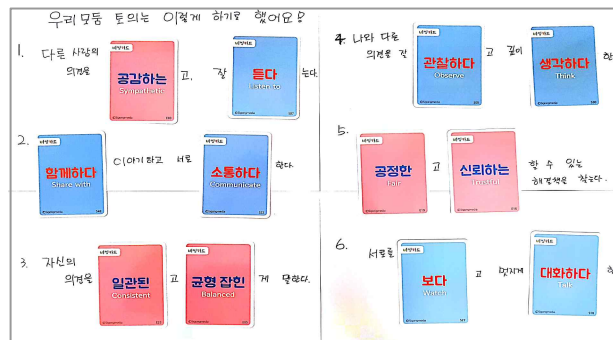 우리모둠 토의는 이렇게 하기로 했어요!
1. 다른 사람의
의견을
네임카드
공감하는
Sympathetic
고, 잘
듣다
Listen to
는다.
2.
함께하다
Share with
이야기하고 서로
소통하다
Communicate
한다.
3. 자신의
의견을
일관된
Consistent
고
균형 잡힌
Balanced
게 말한다.
4. 나와 다른
의견을 잘
관찰하다
Observe
고 깊이
생각하다
Think
한
5.
공정한
Fair
고
신뢰하는
Trustful
할 수 있는
해결책을 찾는다.
6. 서로를
보다
Watch
고 멋지게
대화하다
Talk